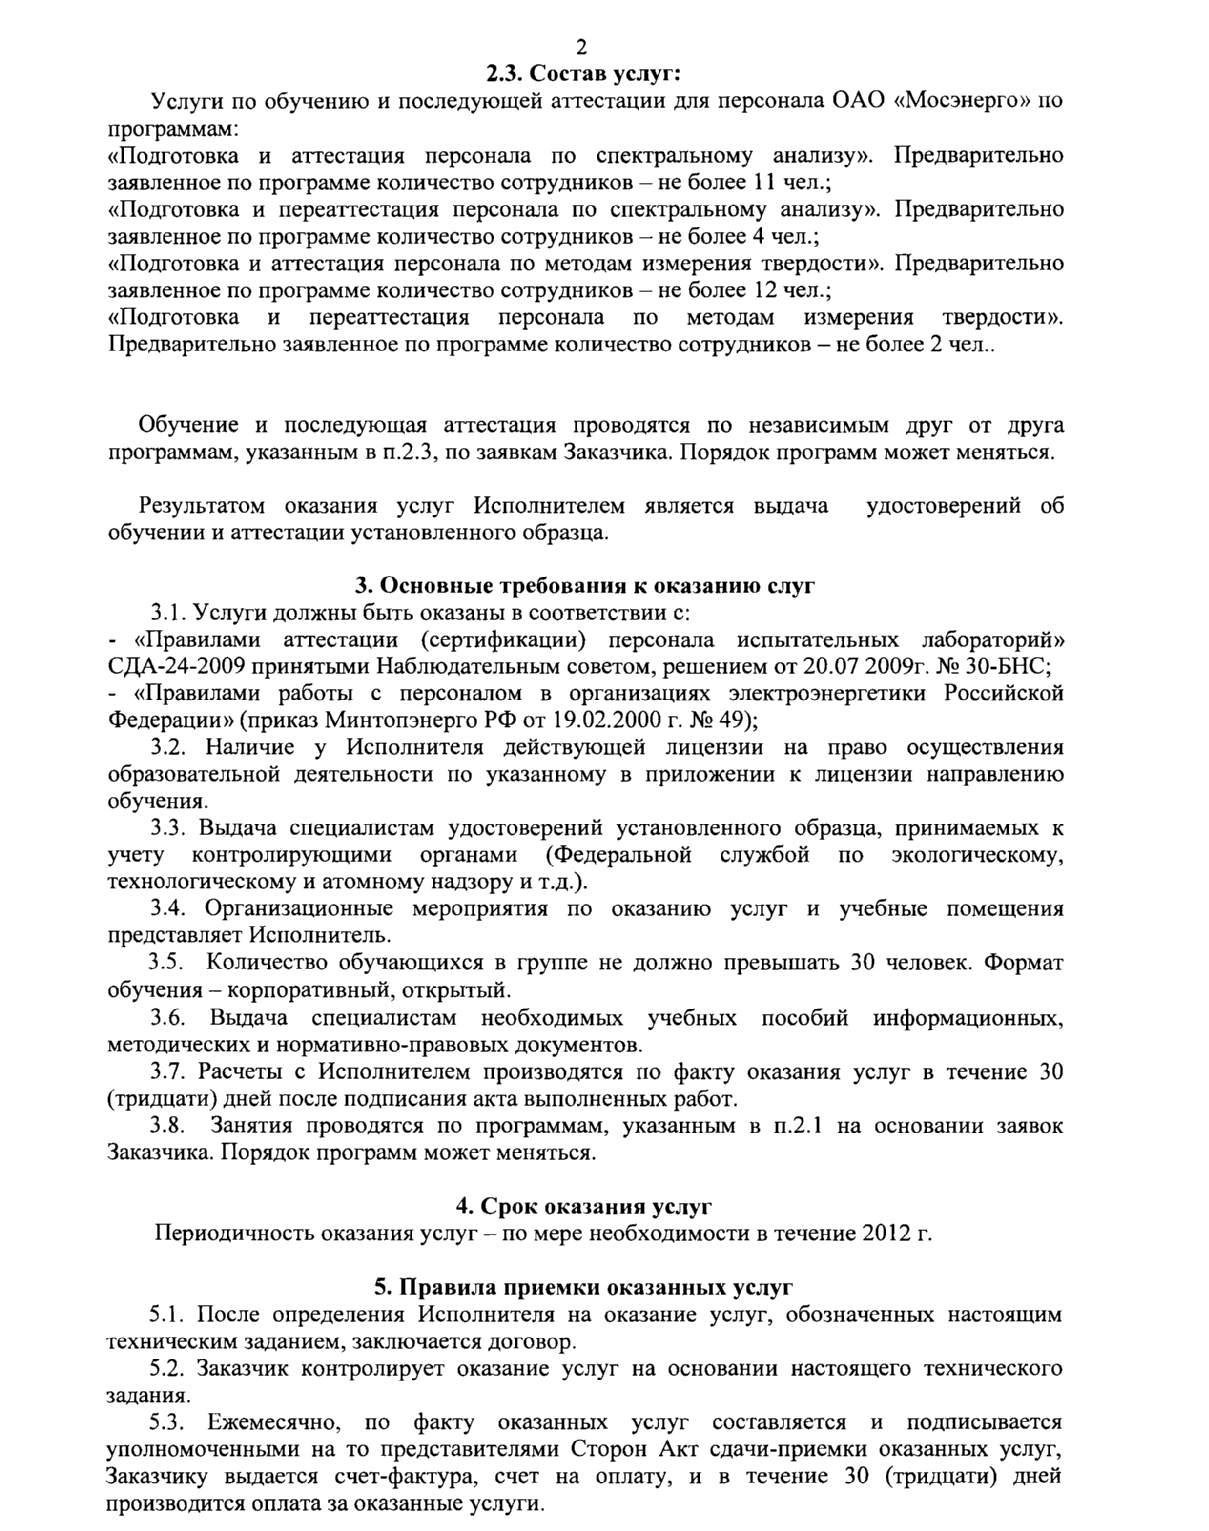 2
2.3. Состав услуг:
Услуги по обучению и последующей аттестации для персонала ОАО «Мосэнерго» по
программам:
«Подготовка и аттестация персонала по спектральному анализу». Предварительно
заявленное по программе количество сотрудников – не более 11 чел.;
«Подготовка и переаттестация персонала по спектральному анализу». Предварительно
заявленное по программе количество сотрудников – не более 4 чел.;
«Подготовка и аттестация персонала по методам измерения твердости». Предварительно
заявленное по программе количество сотрудников – не более 12 чел.;
«Подготовка и переаттестация персонала по методам измерения твердости».
Предварительно заявленное по программе количество сотрудников – не более 2 чел..
Обучение и последующая аттестация проводятся по независимым друг от друга
программам, указанным в п.2.3, по заявкам Заказчика. Порядок программ может меняться.
Результатом оказания услуг Исполнителем является выдача удостоверений об
обучении и аттестации установленного образца.
3. Основные требования к оказанию слуг
3.1. Услуги должны быть оказаны в соответствии с:
- «Правилами аттестации (сертификации) персонала испытательных лабораторий»
СДА-24-2009 принятыми Наблюдательным советом, решением от 20.07 2009г. № 30-БНС;
- «Правилами работы с персоналом в организациях электроэнергетики Российской
Федерации» (приказ Минтопэнерго РФ от 19.02.2000 г. № 49);
3.2. Наличие у Исполнителя действующей лицензии на право осуществления
образовательной деятельности по указанному в приложении к лицензии направлению
обучения.
3.3. Выдача специалистам удостоверений установленного образца, принимаемых к
учету контролирующими органами (Федеральной службой по экологическому,
технологическому и атомному надзору и т.д.).
3.4. Организационные мероприятия по оказанию услуг и учебные помещения
представляет Исполнитель.
3.5. Количество обучающихся в группе не должно превышать 30 человек. Формат
обучения – корпоративный, открытый.
3.6. Выдача специалистам необходимых учебных пособий информационных,
методических и нормативно-правовых документов.
3.7. Расчеты с Исполнителем производятся по факту оказания услуг в течение 30
(тридцати) дней после подписания акта выполненных работ.
3.8. Занятия проводятся по программам, указанным в п.2.1 на основании заявок
Заказчика. Порядок программ может меняться.
4. Срок оказания услуг
Периодичность оказания услуг – по мере необходимости в течение 2012 г.
5. Правила приемки оказанных услуг
5.1. После определения Исполнителя на оказание услуг, обозначенных настоящим
техническим заданием, заключается договор.
5.2. Заказчик контролирует оказание услуг на основании настоящего технического
задания.
5.3. Ежемесячно, по факту оказанных услуг составляется и подписывается
уполномоченными на то представителями Сторон Акт сдачи-приемки оказанных услуг,
Заказчику выдается счет-фактура, счет на оплату, и в течение 30 (тридцати) дней
производится оплата за оказанные услуги.